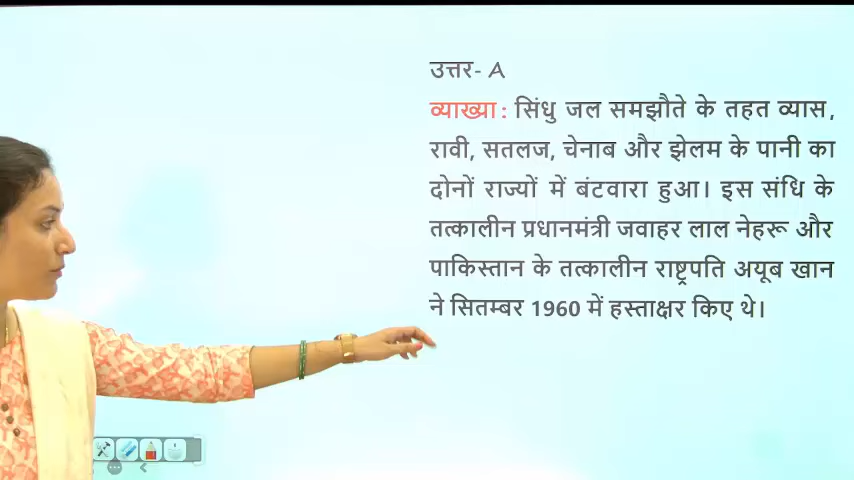 उत्तर- A
व्याख्या: सिंधु जल समझौते के तहत व्यास,
रावी, सतलज, चेनाब और झेलम के पानी का
दोनों राज्यों में बंटवारा हुआ। इस संधि के
तत्कालीन प्रधानमंत्री जवाहर लाल नेहरू और
पाकिस्तान के तत्कालीन राष्ट्रपति अयूब खान
ने सितम्बर 1960 में हस्ताक्षर किए थे।